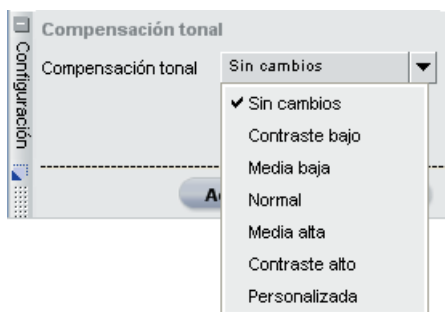 Configuración
Compensación tonal
Compensación tonal Sin cambios
Sin cambios
Contraste bajo
Media baja
Normal
Media alta
Contraste alto
Personalizada